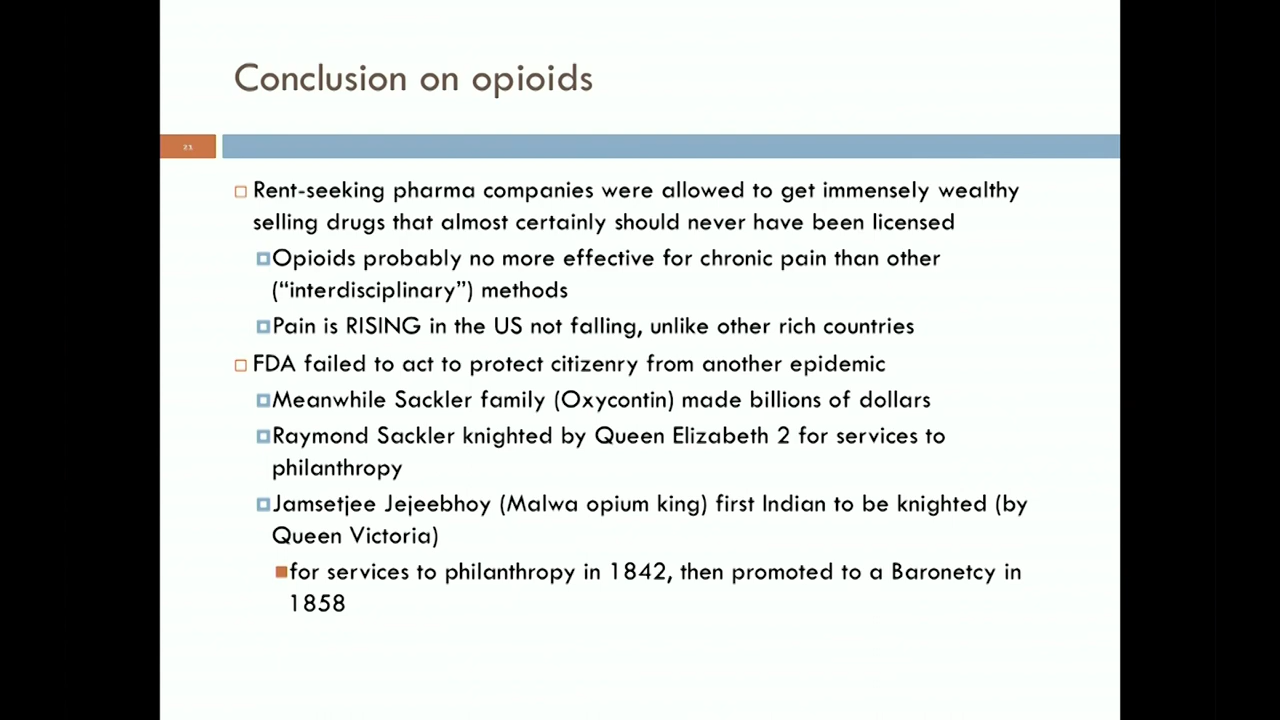 Conclusion on opioids
21
Rent-seeking pharma companies were allowed to get immensely wealthy
selling drugs that almost certainly should never have been licensed
Opioids probably no more effective for chronic pain than other
(“interdisciplinary”) methods
Pain is RISING in the US not falling, unlike other rich countries
FDA failed to act to protect citizenry from another epidemic
Meanwhile Sackler family (Oxycontin) made billions of dollars
Raymond Sackler knighted by Queen Elizabeth 2 for services to
philanthropy
Jamsetjee Jejeebhoy (Malwa opium king) first Indian to be knighted (by
Queen Victoria)
for services to philanthropy in 1842, then promoted to a Baronetcy in
1858